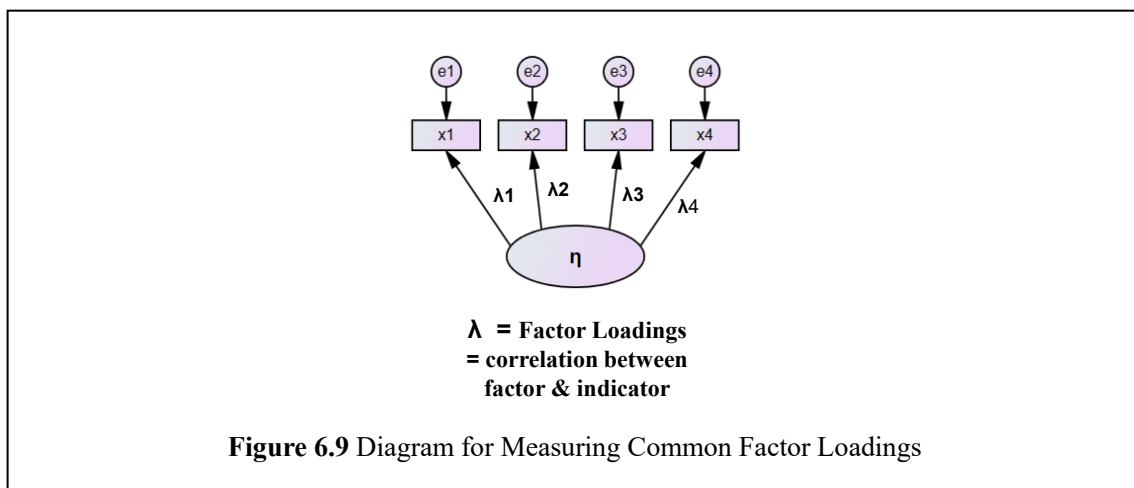 e1 e2 e3 e4
x1 x2 x3 x4
λ1 λ2 λ3 λ4
η
λ = Factor Loadings
= correlation between
factor & indicator
Figure 6.9 Diagram for Measuring Common Factor Loadings